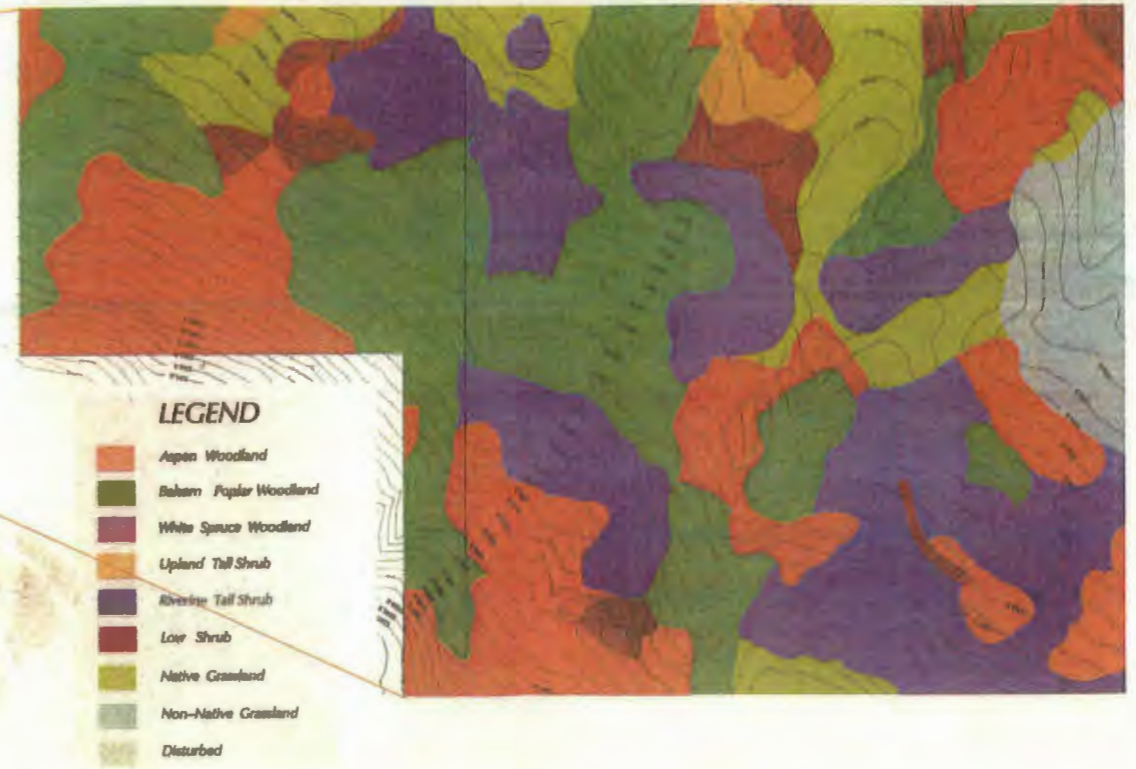 LEGEND
Aspen Woodland
Balsam Poplar Woodland
White Spruce Woodland
Upland Tall Shrub
Riverine Tall Shrub
Low Shrub
Native Grassland
Non-Native Grassland
Disturbed